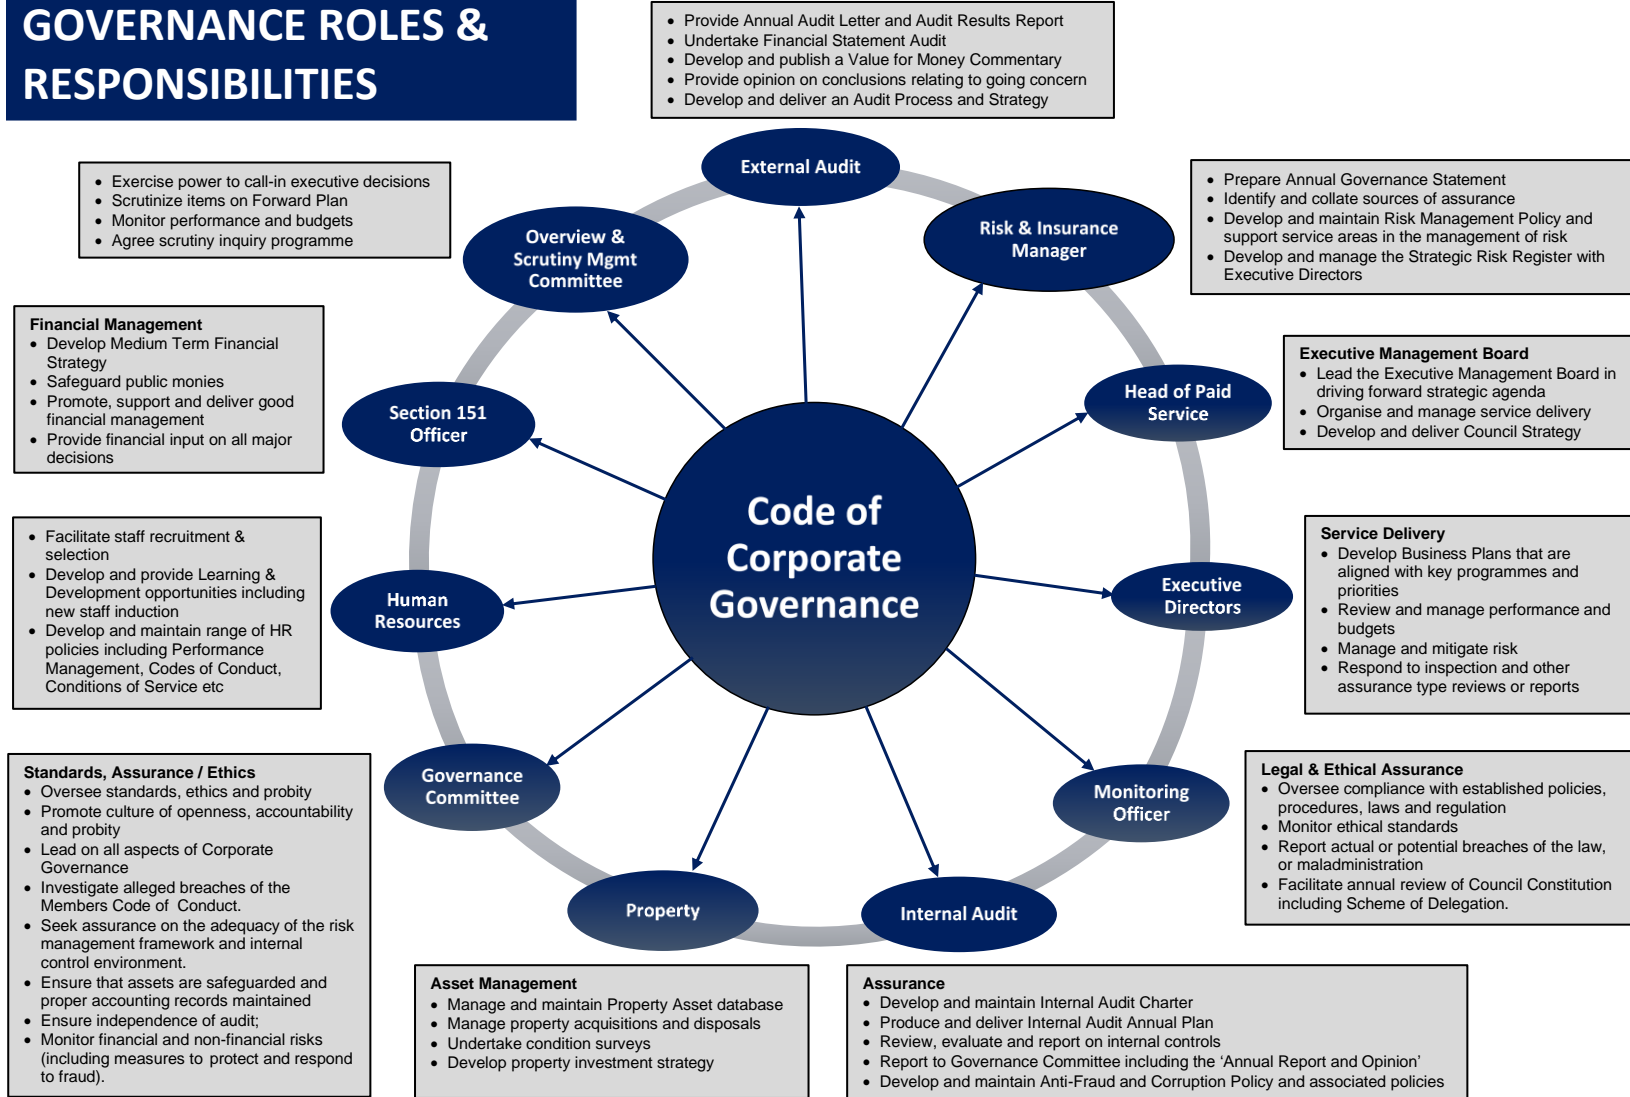 GOVERNANCE ROLES &
RESPONSIBILITIES
• Provide Annual Audit Letter and Audit Results Report
• Undertake Financial Statement Audit
• Develop and publish a Value for Money Commentary
• Provide opinion on conclusions relating to going concern
• Develop and deliver an Audit Process and Strategy
External Audit
• Exercise power to call-in executive decisions
• Scrutinize items on Forward Plan
• Monitor performance and budgets
• Agree scrutiny inquiry programme
Overview &
Scrutiny Mgmt
Committee
Risk & Insurance
Manager
• Prepare Annual Governance Statement
• Identify and collate sources of assurance
• Develop and maintain Risk Management Policy and
support service areas in the management of risk
• Develop and manage the Strategic Risk Register with
Executive Directors
Financial Management
• Develop Medium Term Financial
Strategy
• Safeguard public monies
• Promote, support and deliver good
financial management
• Provide financial input on all major
decisions
Section 151
Officer
Head of Paid
Service
Executive Management Board
• Lead the Executive Management Board in
driving forward strategic agenda
• Organise and manage service delivery
• Develop and deliver Council Strategy
Code of
Corporate
Governance
• Facilitate staff recruitment &
selection
• Develop and provide Learning &
Development opportunities including
new staff induction
• Develop and maintain range of HR
policies including Performance
Management, Codes of Conduct,
Conditions of Service etc
Human
Resources
Executive
Directors
Service Delivery
• Develop Business Plans that are
aligned with key programmes and
priorities
• Review and manage performance and
budgets
• Manage and mitigate risk
• Respond to inspection and other
assurance type reviews or reports
Standards, Assurance / Ethics
• Oversee standards, ethics and probity
• Promote culture of openness, accountability
and probity
• Lead on all aspects of Corporate
Governance
• Investigate alleged breaches of the
Members Code of Conduct.
• Seek assurance on the adequacy of the risk
management framework and internal
control environment.
• Ensure that assets are safeguarded and
proper accounting records maintained
• Ensure independence of audit;
• Monitor financial and non-financial risks
(including measures to protect and respond
to fraud).
Governance
Committee
Monitoring
Officer
Legal & Ethical Assurance
• Oversee compliance with established policies,
procedures, laws and regulation
• Monitor ethical standards
• Report actual or potential breaches of the law,
or maladministration
• Facilitate annual review of Council Constitution
including Scheme of Delegation.
Property
Internal Audit
Asset Management
• Manage and maintain Property Asset database
• Manage property acquisitions and disposals
• Undertake condition surveys
• Develop property investment strategy
Assurance
• Develop and maintain Internal Audit Charter
• Produce and deliver Internal Audit Annual Plan
• Review, evaluate and report on internal controls
• Report to Governance Committee including the ‘Annual Report and Opinion’
• Develop and maintain Anti-Fraud and Corruption Policy and associated policies